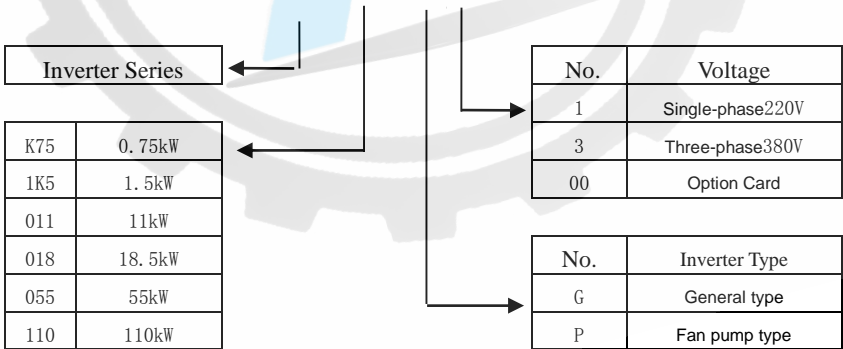 Inverter Series
K75 0.75kW
1K5 1.5kW
011 11kW
018 18.5kW
055 55kW
110 110kW
No. Voltage
1 Single-phase220V
3 Three-phase380V
00 Option Card
No. Inverter Type
G General type
P Fan pump type